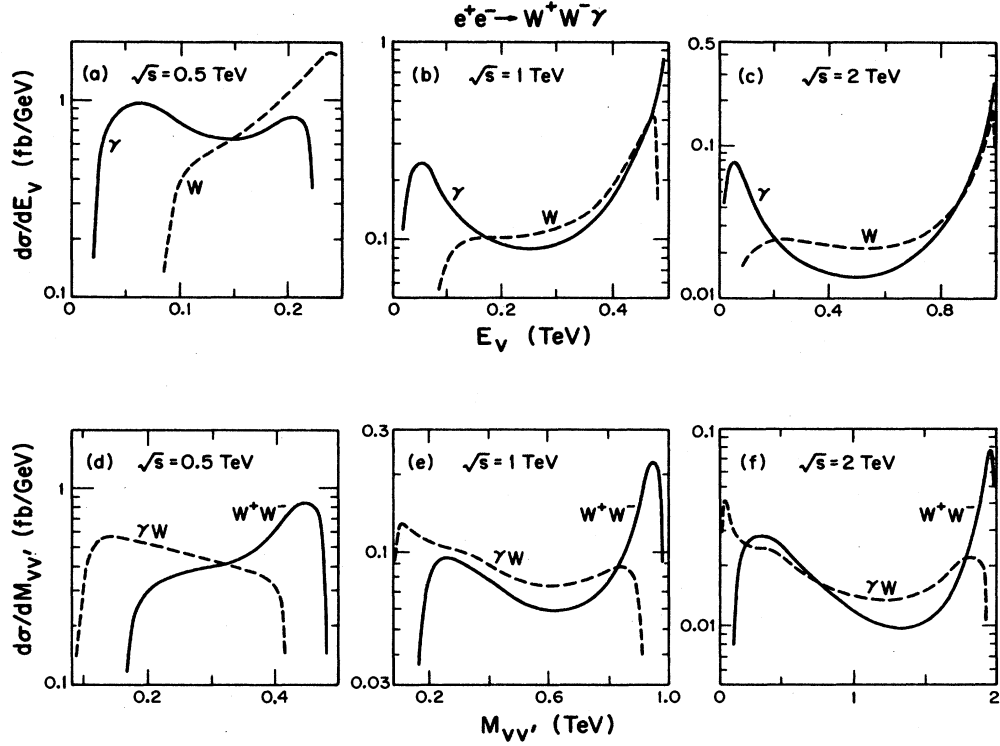 e⁺e⁻→ W⁺W⁻γ
dσ/dE_V (fb/GeV)
(a) √s = 0.5 TeV
γ
W
1
0.1
0 0.1 0.2
(b) √s = 1 TeV
γ
W
1
0.4
0.1
0 0.2 0.4
(c) √s = 2 TeV
γ
W
0.5
0.1
0.01
0 0.4 0.8
E_V (TeV)
dσ/dM_VV' (fb/GeV)
(d) √s = 0.5 TeV
W⁺W⁻
γW
1
0.1
0.2 0.4
(e) √s = 1 TeV
W⁺W⁻
γW
0.3
0.1
0.03
0.2 0.6 1.0
(f) √s = 2 TeV
W⁺W⁻
γW
0.1
0.01
0 1 2
M_VV' (TeV)